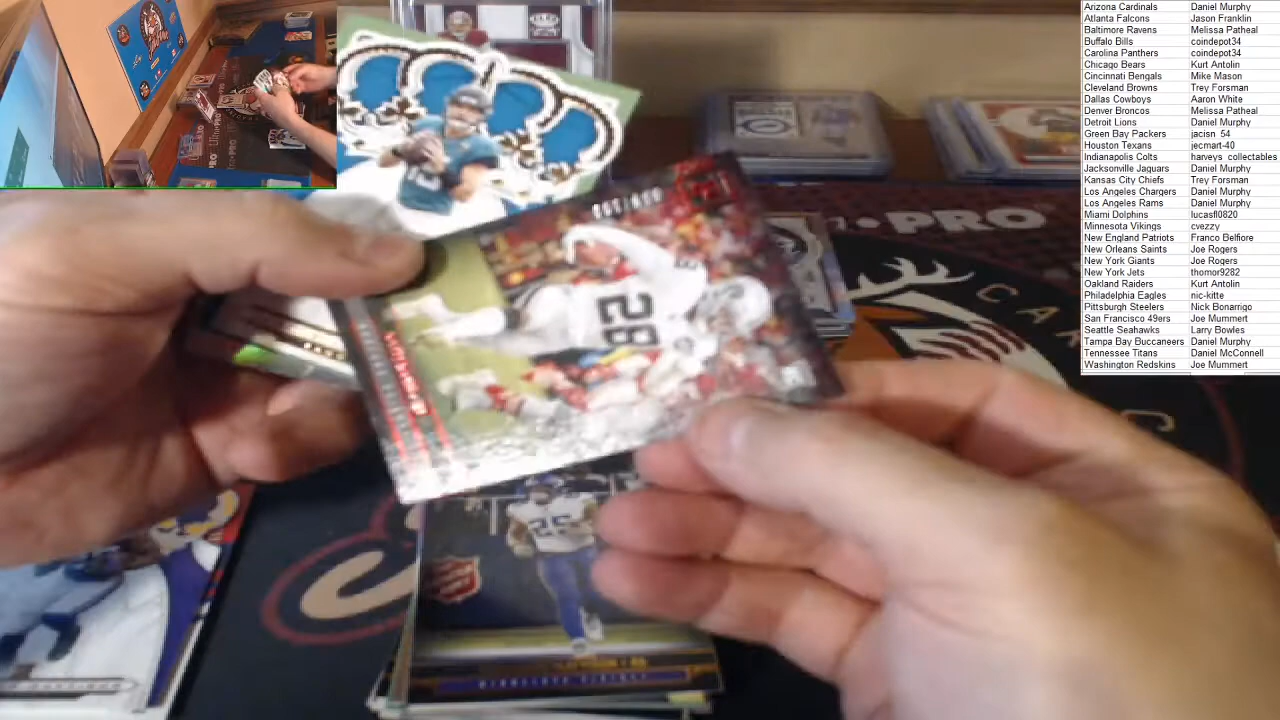 Arizona Cardinals Daniel Murphy
Atlanta Falcons Jason Franklin
Baltimore Ravens Melissa Patheal
Buffalo Bills coindepot34
Carolina Panthers coindepot34
Chicago Bears Kurt Antolin
Cincinnati Bengals Mike Mason
Cleveland Browns Trey Forsman
Dallas Cowboys Aaron White
Denver Broncos Melissa Patheal
Detroit Lions Daniel Murphy
Green Bay Packers jacisn_54
Houston Texans jecmart-40
Indianapolis Colts harveys_collectables
Jacksonville Jaguars Daniel Murphy
Kansas City Chiefs Trey Forsman
Los Angeles Chargers Daniel Murphy
Los Angeles Rams Daniel Murphy
Miami Dolphins lucasfl0820
Minnesota Vikings cvezzy
New England Patriots Franco Belfiore
New Orleans Saints Joe Rogers
New York Giants Joe Rogers
New York Jets thomor9282
Oakland Raiders Kurt Antolin
Philadelphia Eagles nic-kitte
Pittsburgh Steelers Nick Bonarrigo
San Francisco 49ers Joe Mummert
Seattle Seahawks Larry Bowles
Tampa Bay Buccaneers Daniel Murphy
Tennessee Titans Daniel McConnell
Washington Redskins Joe Mummert
PRO
CAR
28
25
MINNESOTA VIKINGS